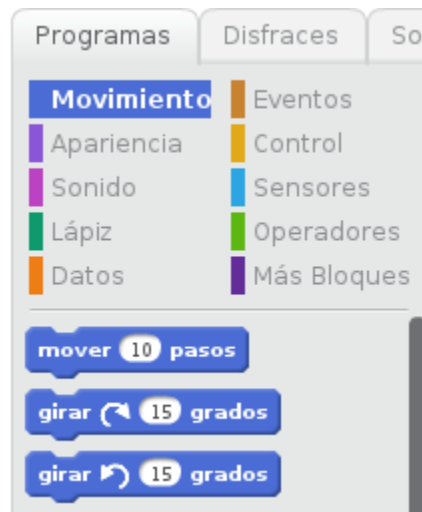 Programas Disfraces So
Movimiento Eventos
Apariencia Control
Sonido Sensores
Lápiz Operadores
Datos Más Bloques
mover 10 pasos
girar 15 grados
girar 15 grados